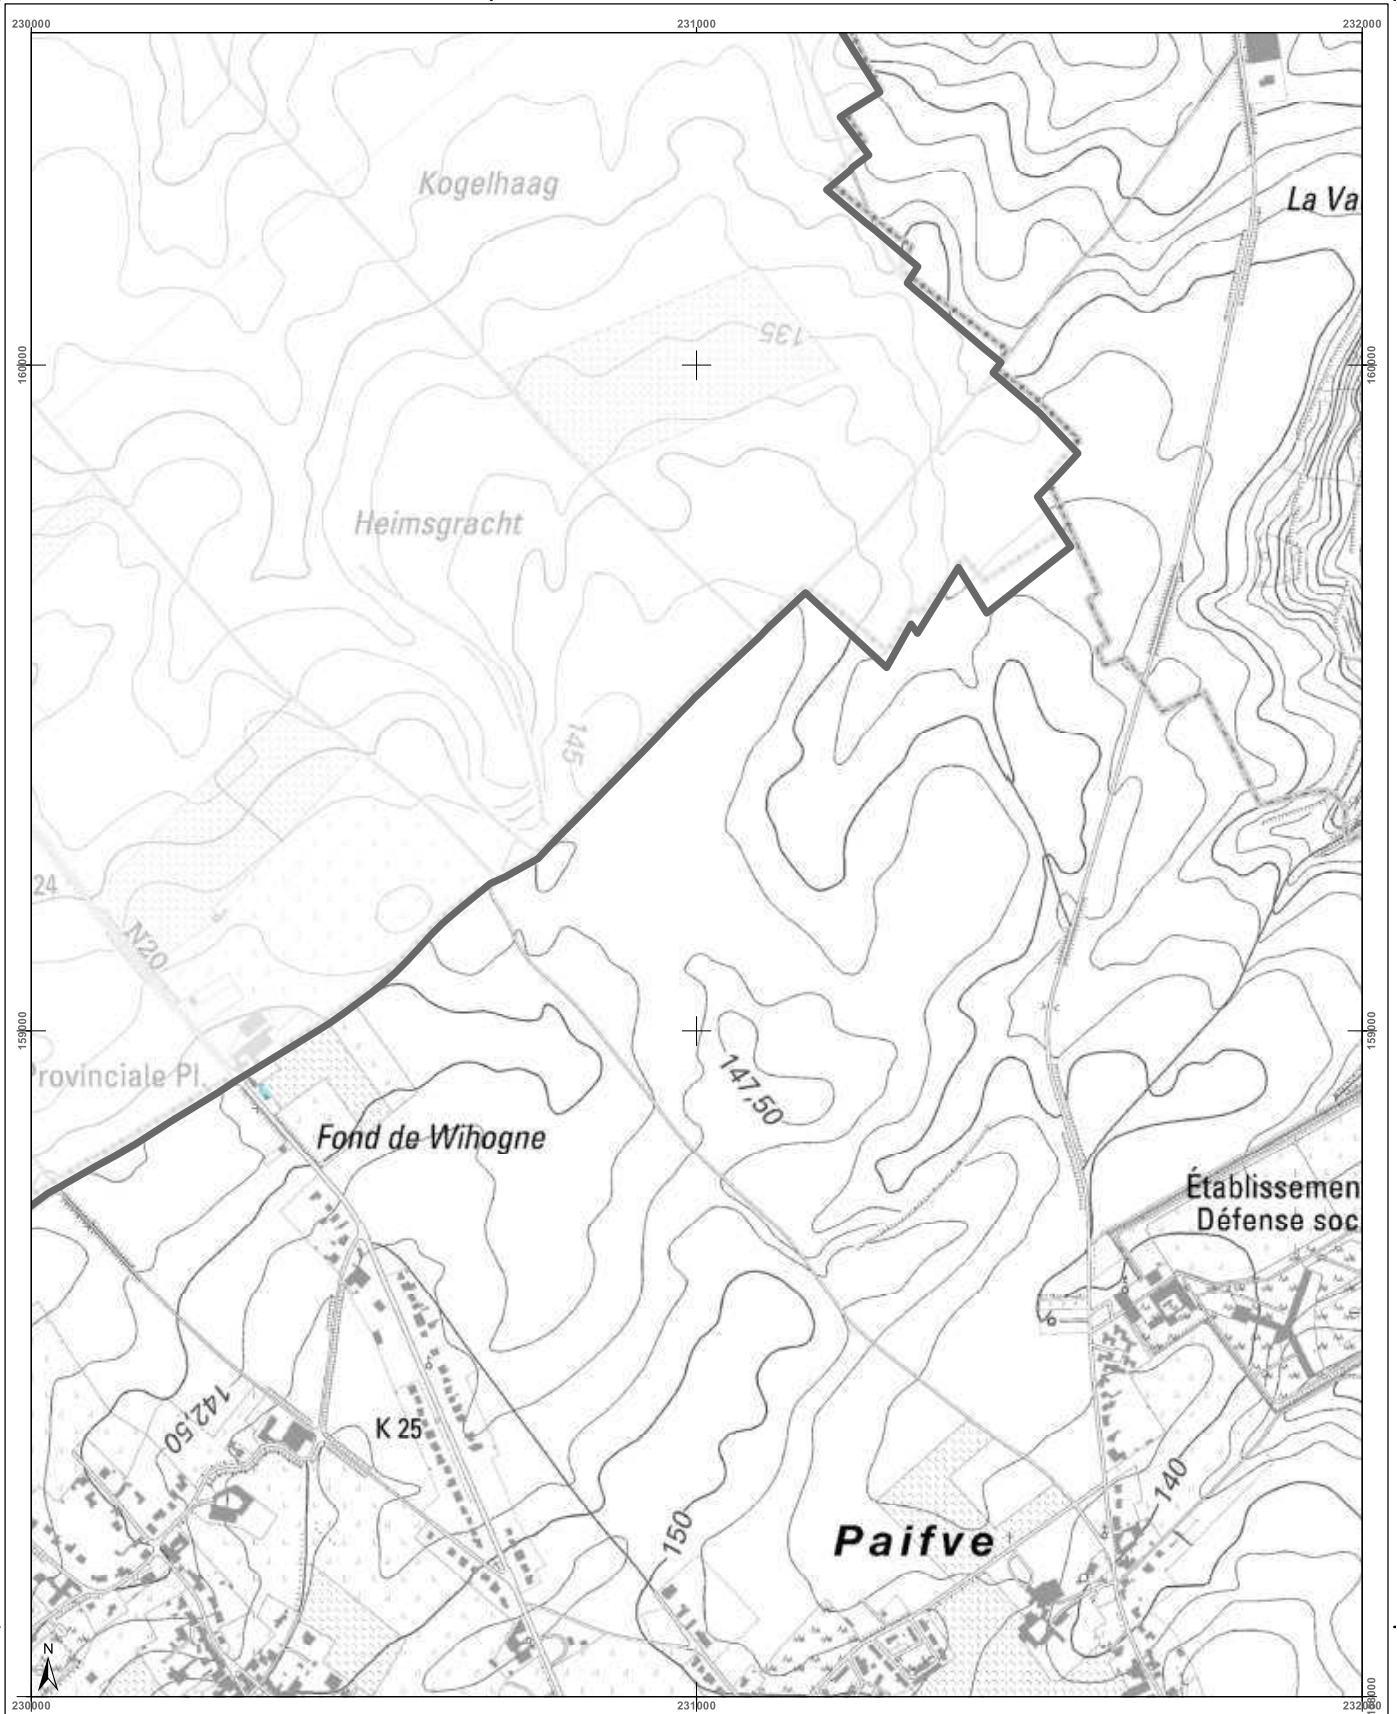 230000
231000
232000
Kogelhaag
La Va
135
160000
160000
Heimsgracht
145
24
N20
159000
159000
Provinciale Pl.
147,50
Fond de Wihogne
Établissemen
Défense soc
142,50
K 25
140
150
Paifve
N
230000
231000
232000